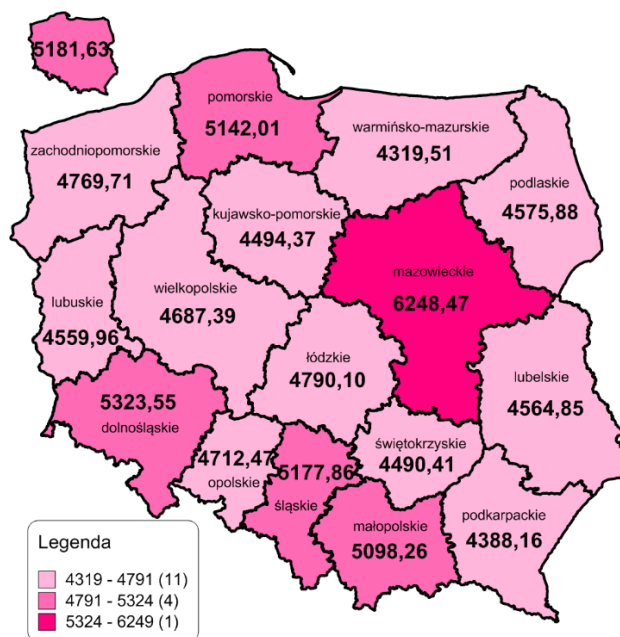 5181,63
pomorskie
5142,01
warmińsko-mazurskie
4319,51
zachodniopomorskie
4769,71
podlaskie
4575,88
kujawsko-pomorskie
4494,37
mazowieckie
6248,47
lubuskie
4559,96
wielkopolskie
4687,39
łódzkie
4790,10
lubelskie
4564,85
5323,55
dolnośląskie
4712,47
opolskie
5177,86
śląskie
świętokrzyskie
4490,41
małopolskie
5098,26
podkarpackie
4388,16
Legenda
4319 - 4791 (11)
4791 - 5324 (4)
5324 - 6249 (1)